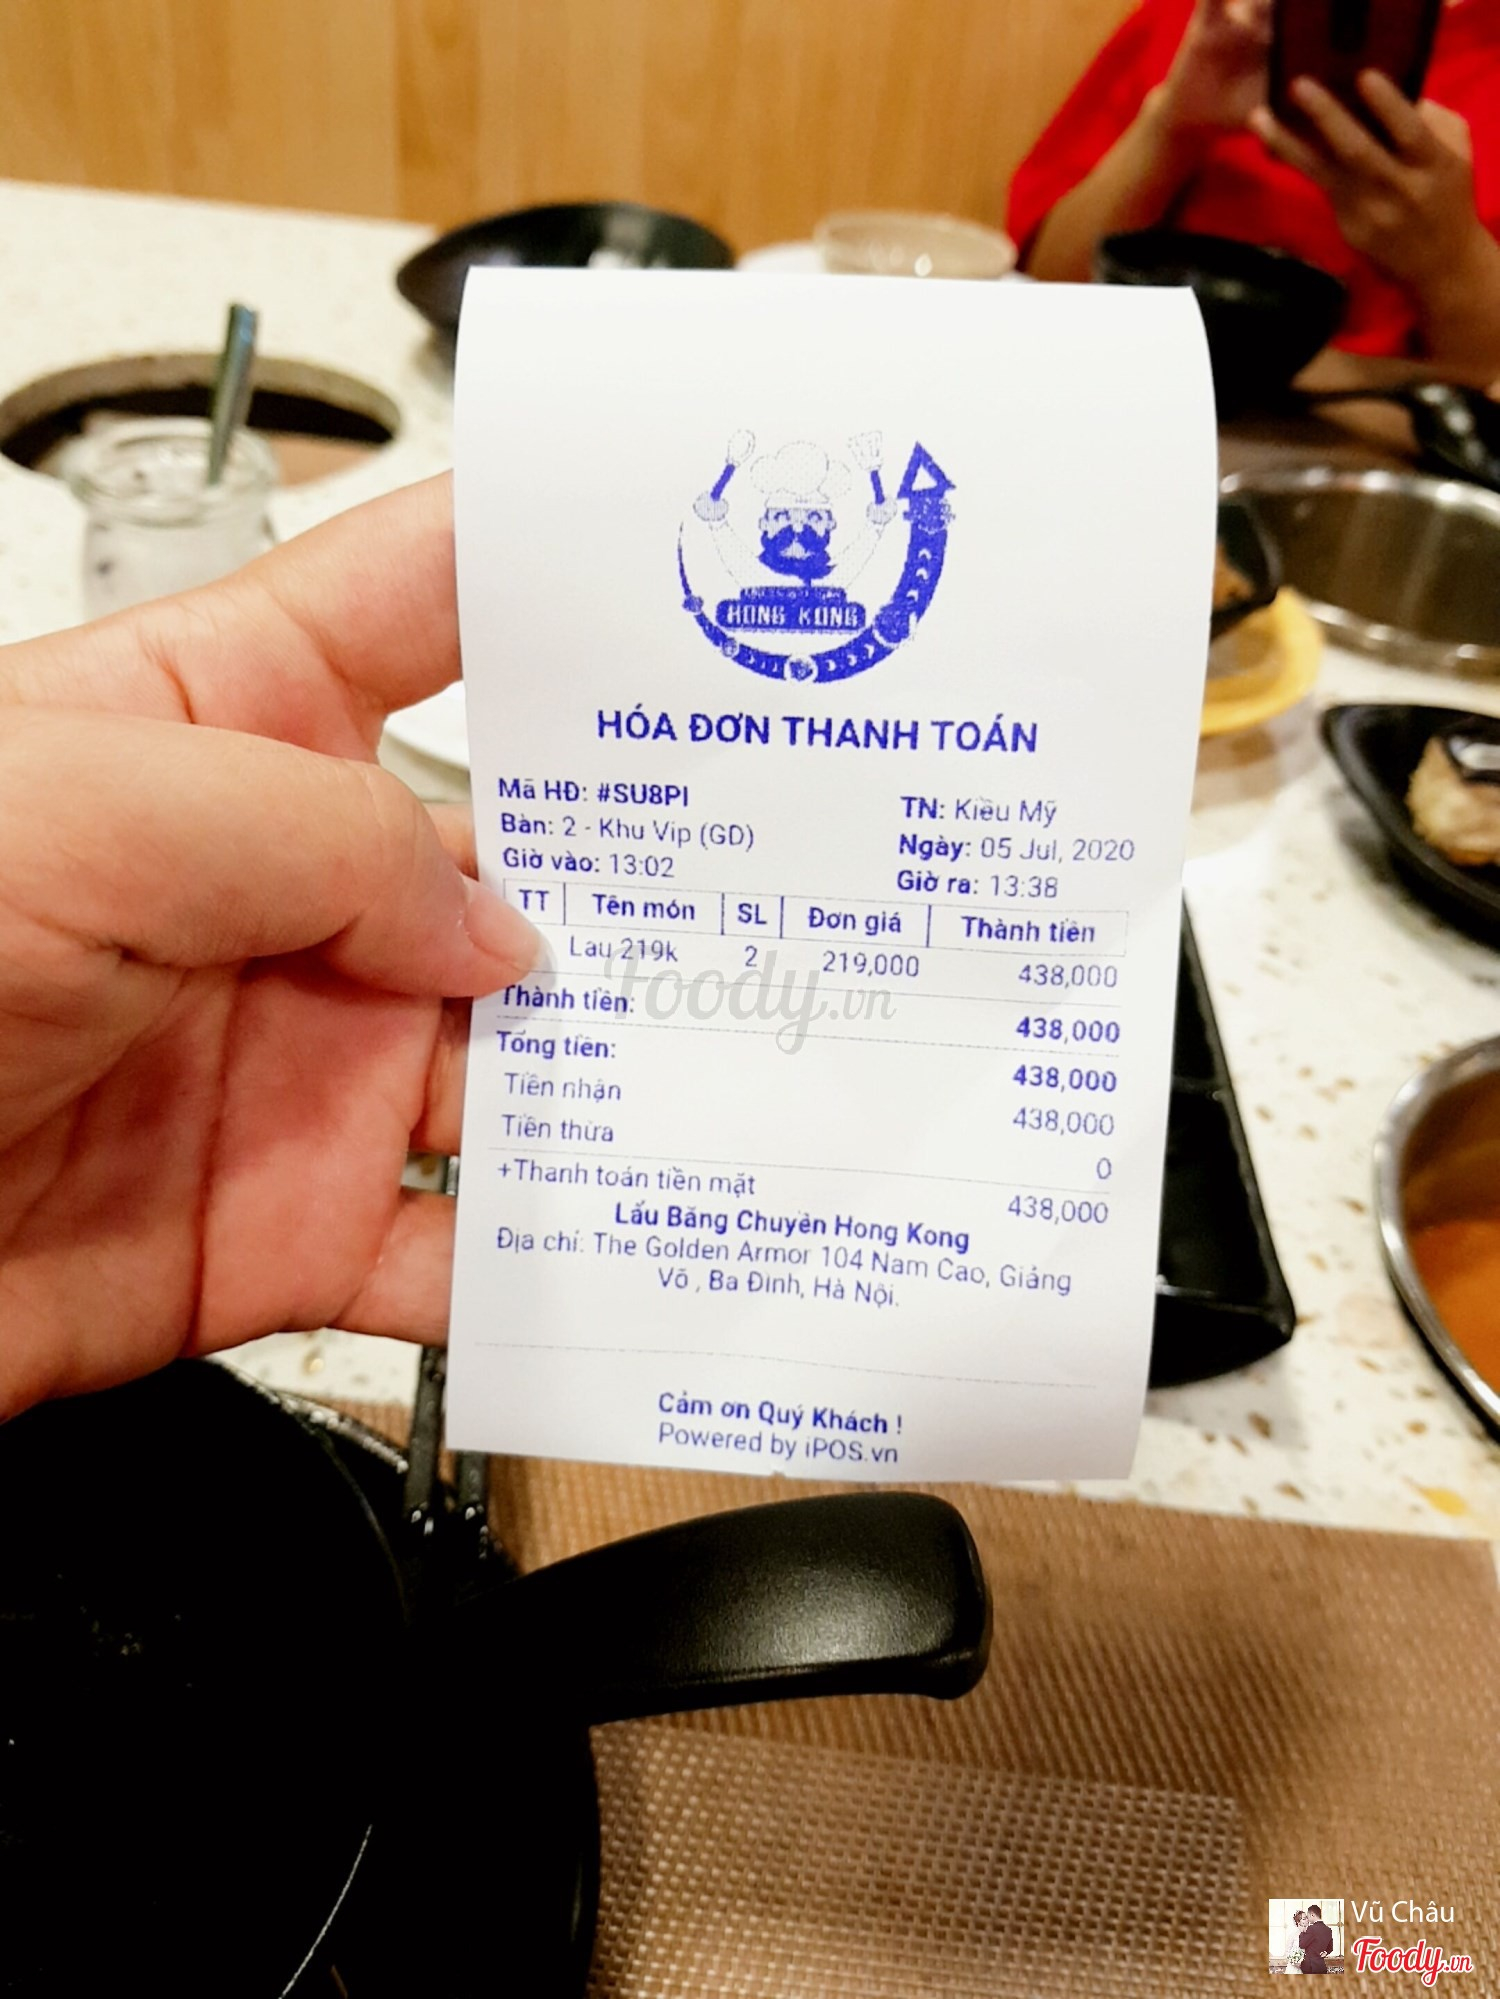 HONG KONG
HÓA ĐƠN THANH TOÁN
Mã HĐ: #SU8PI
TN: Kiều Mỹ
Bàn: 2 - Khu Vip (GD)
Ngày: 05 Jul, 2020
Giờ vào: 13:02
Giờ ra: 13:38
TT Tên món SL Đơn giá Thành tiền
Lau 219k 2 219,000 438,000
Thành tiền: 438,000
Tổng tiền: 438,000
Tiền nhận 438,000
Tiền thừa 0
+Thanh toán tiền mặt 438,000
Lẩu Băng Chuyền Hong Kong
Địa chỉ: The Golden Armor 104 Nam Cao, Giảng
Võ , Ba Đình, Hà Nội.
Cảm ơn Quý Khách !
Powered by iPOS.vn
Foody.vn
Vũ Châu
Foody.vn